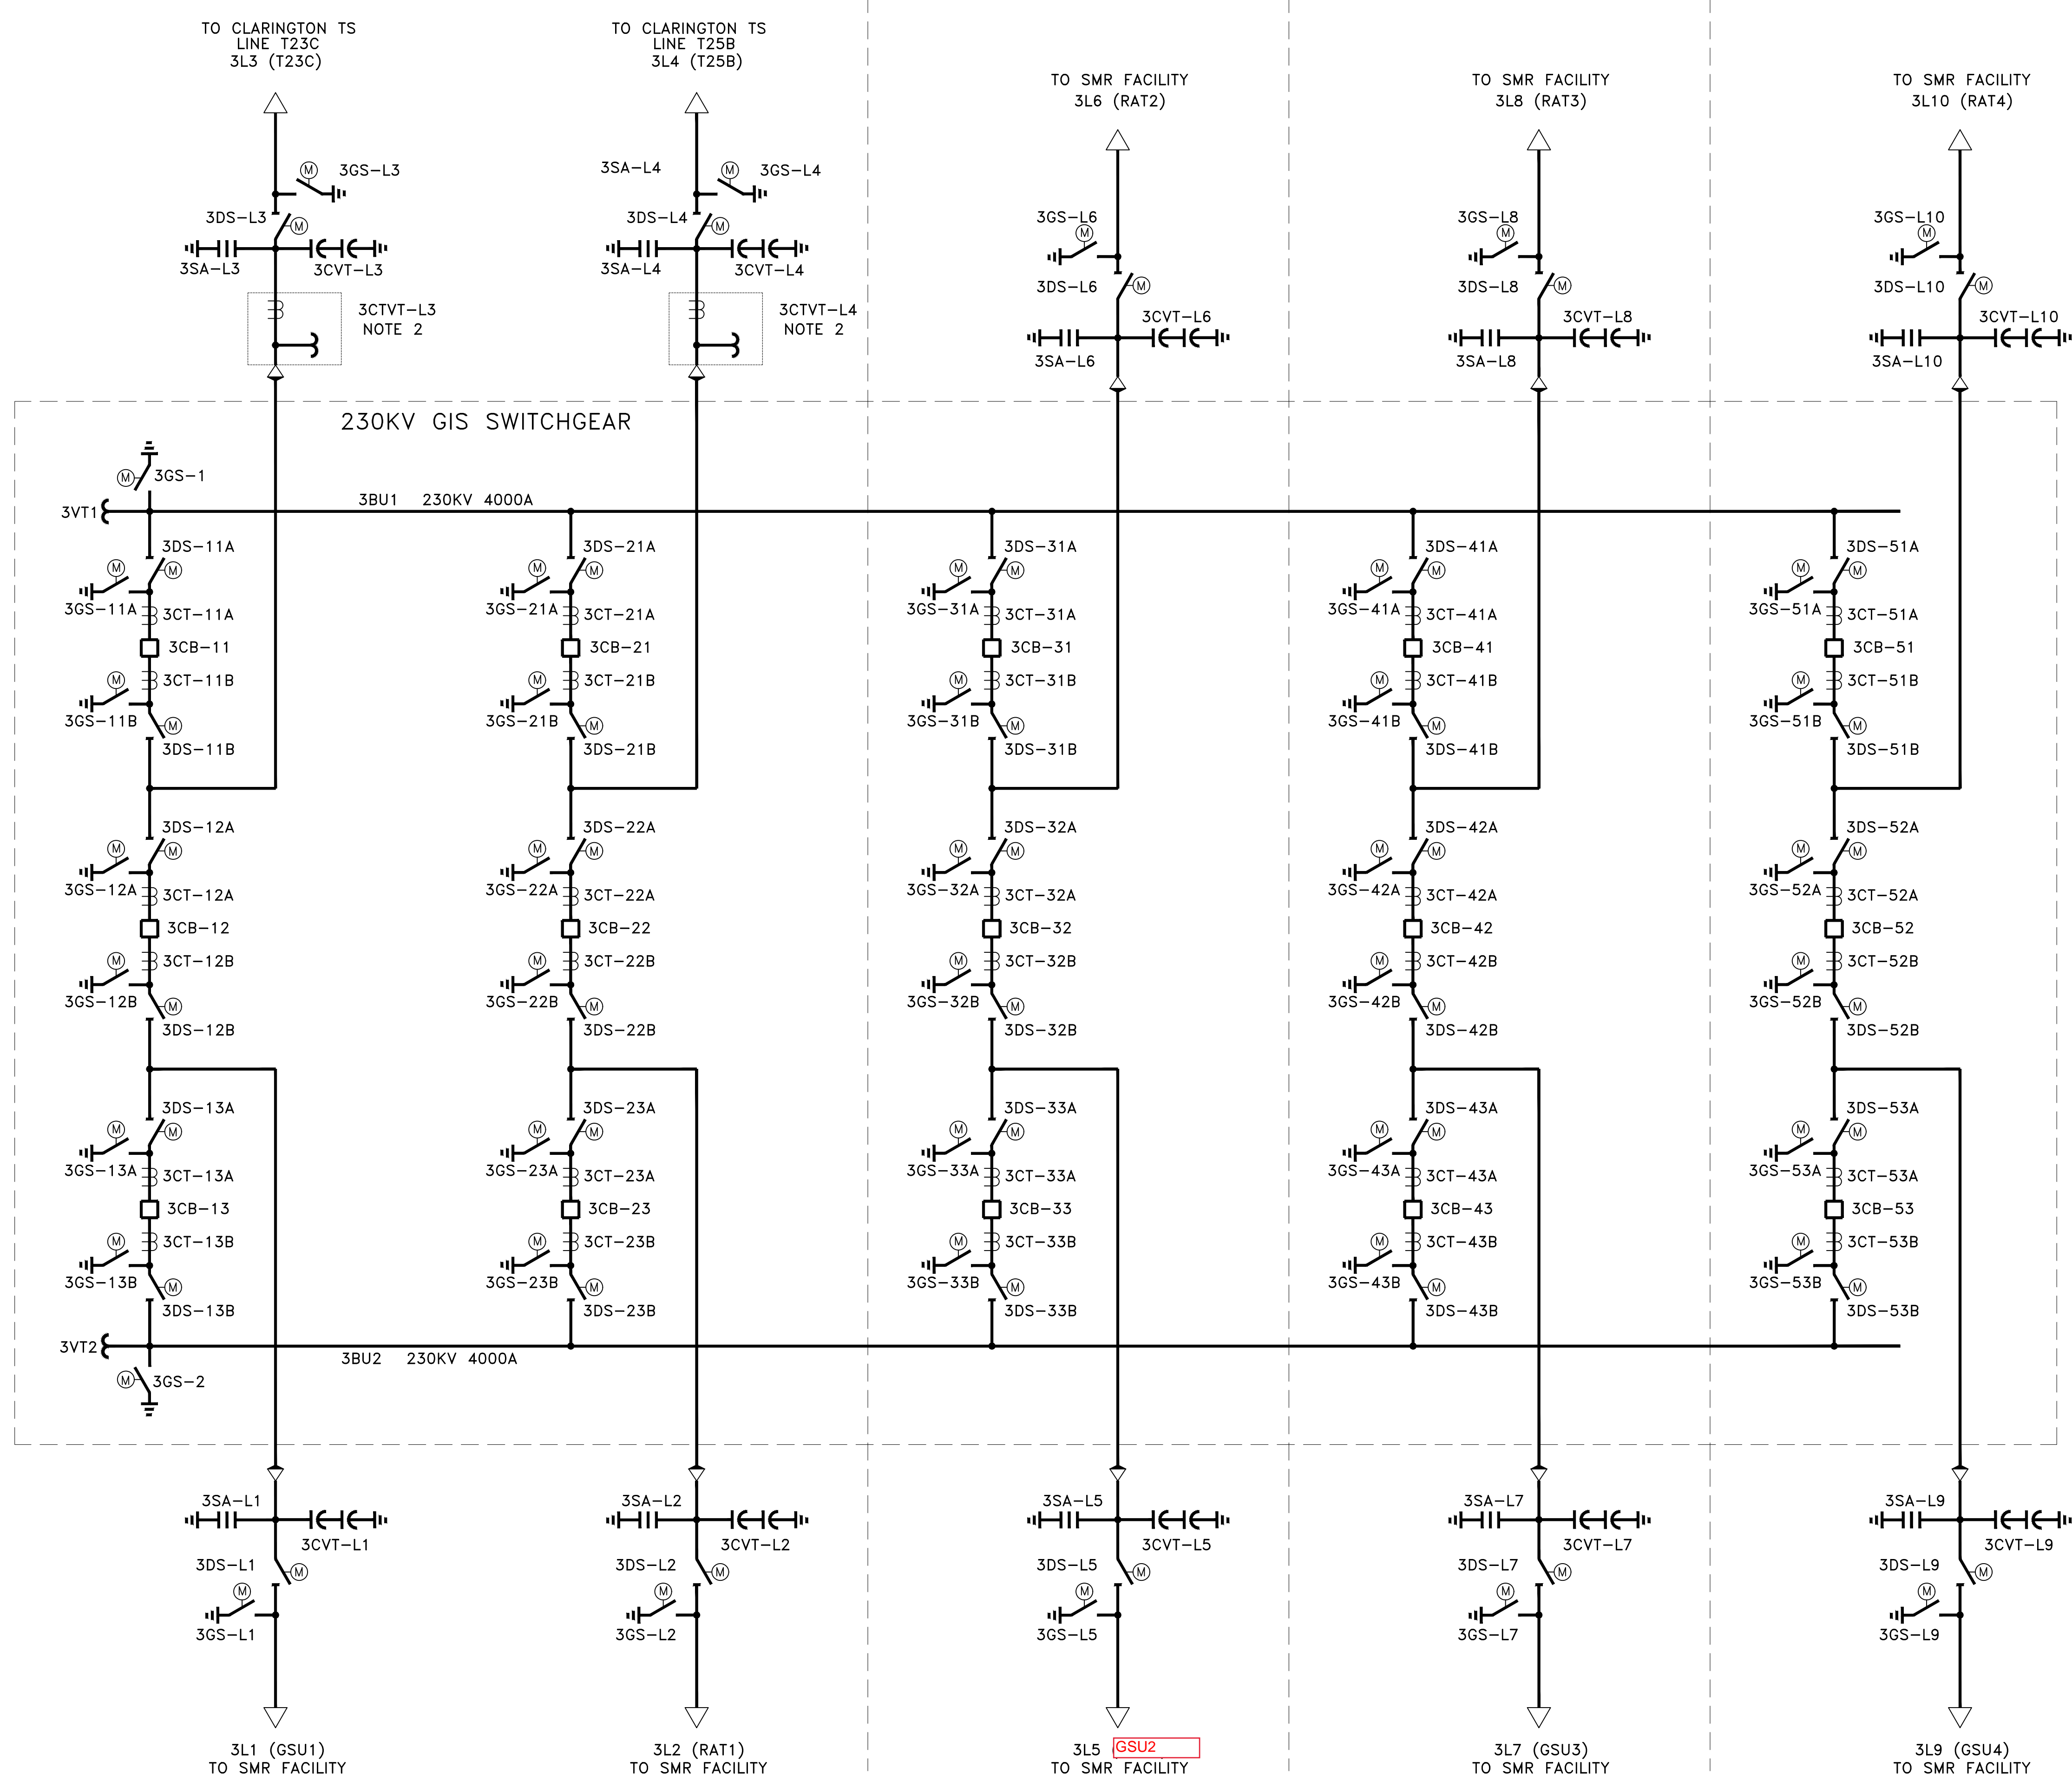 TO CLARINGTON TS
LINE T23C
3L3 (T23C)
TO CLARINGTON TS
LINE T25B
3L4 (T25B)
TO SMR FACILITY
3L6 (RAT2)
TO SMR FACILITY
3L8 (RAT3)
TO SMR FACILITY
3L10 (RAT4)
M
3GS-L3
3DS-L3
M
3SA-L3
3CVT-L3
3CTVT-L3
NOTE 2
3SA-L4
M
3GS-L4
3DS-L4
M
3SA-L4
3CVT-L4
3CTVT-L4
NOTE 2
3GS-L6
M
3DS-L6
M
3CVT-L6
3SA-L6
3GS-L8
M
3DS-L8
M
3CVT-L8
3SA-L8
3GS-L10
M
3DS-L10
M
3CVT-L10
3SA-L10
230KV GIS SWITCHGEAR
M
3GS-1
3VT1
3BU1 230KV 4000A
3DS-11A
M
M
3GS-11A
3CT-11A
3CB-11
3CT-11B
M
3GS-11B
M
3DS-11B
3DS-21A
M
M
3GS-21A
3CT-21A
3CB-21
3CT-21B
M
3GS-21B
M
3DS-21B
3DS-31A
M
M
3GS-31A
3CT-31A
3CB-31
3CT-31B
M
3GS-31B
M
3DS-31B
3DS-41A
M
M
3GS-41A
3CT-41A
3CB-41
3CT-41B
M
3GS-41B
M
3DS-41B
3DS-51A
M
M
3GS-51A
3CT-51A
3CB-51
3CT-51B
M
3GS-51B
M
3DS-51B
3DS-12A
M
M
3GS-12A
3CT-12A
3CB-12
3CT-12B
M
3GS-12B
M
3DS-12B
3DS-22A
M
M
3GS-22A
3CT-22A
3CB-22
3CT-22B
M
3GS-22B
M
3DS-22B
3DS-32A
M
M
3GS-32A
3CT-32A
3CB-32
3CT-32B
M
3GS-32B
M
3DS-32B
3DS-42A
M
M
3GS-42A
3CT-42A
3CB-42
3CT-42B
M
3GS-42B
M
3DS-42B
3DS-52A
M
M
3GS-52A
3CT-52A
3CB-52
3CT-52B
M
3GS-52B
M
3DS-52B
3DS-13A
M
M
3GS-13A
3CT-13A
3CB-13
3CT-13B
M
3GS-13B
M
3DS-13B
3DS-23A
M
M
3GS-23A
3CT-23A
3CB-23
3CT-23B
M
3GS-23B
M
3DS-23B
3DS-33A
M
M
3GS-33A
3CT-33A
3CB-33
3CT-33B
M
3GS-33B
M
3DS-33B
3DS-43A
M
M
3GS-43A
3CT-43A
3CB-43
3CT-43B
M
3GS-43B
M
3DS-43B
3DS-53A
M
M
3GS-53A
3CT-53A
3CB-53
3CT-53B
M
3GS-53B
M
3DS-53B
3VT2
3BU2 230KV 4000A
M
3GS-2
3SA-L1
3CVT-L1
3DS-L1
M
M
3GS-L1
3SA-L2
3CVT-L2
3DS-L2
M
M
3GS-L2
3SA-L5
3CVT-L5
3DS-L5
M
M
3GS-L5
3SA-L7
3CVT-L7
3DS-L7
M
M
3GS-L7
3SA-L9
3CVT-L9
3DS-L9
M
M
3GS-L9
3L1 (GSU1)
TO SMR FACILITY
3L2 (RAT1)
TO SMR FACILITY
3L5 GSU2
TO SMR FACILITY
3L7 (GSU3)
TO SMR FACILITY
3L9 (GSU4)
TO SMR FACILITY